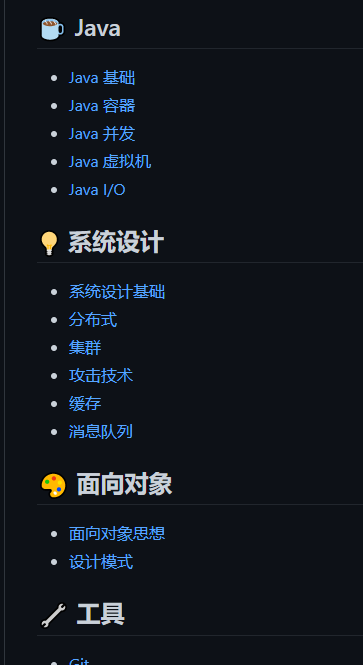 Java
Java 基础
Java 容器
Java 并发
Java 虚拟机
Java I/O
系统设计
系统设计基础
分布式
集群
攻击技术
缓存
消息队列
面向对象
面向对象思想
设计模式
工具
Git